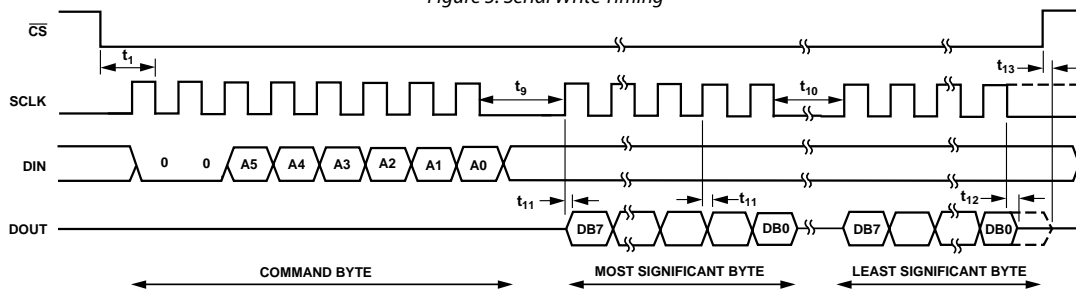 Figure 3. Serial Write Timing
CS
t1
t13
SCLK
t9
t10
DIN
0 0 A5 A4 A3 A2 A1 A0
t11
t11
t12
DOUT
DB7 DB0 DB7 DB0
COMMAND BYTE MOST SIGNIFICANT BYTE LEAST SIGNIFICANT BYTE